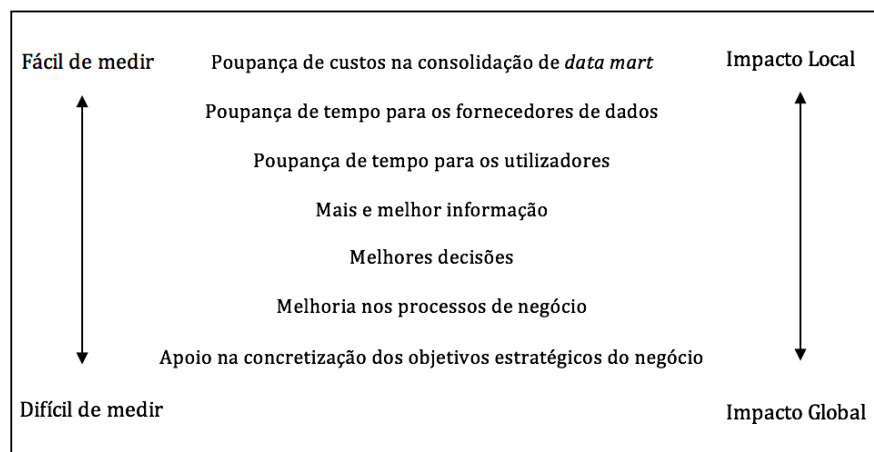 Fácil de medir
Poupança de custos na consolidação de data mart
Impacto Local
Poupança de tempo para os fornecedores de dados
Poupança de tempo para os utilizadores
Mais e melhor informação
Melhores decisões
Melhoria nos processos de negócio
Apoio na concretização dos objetivos estratégicos do negócio
Difícil de medir
Impacto Global